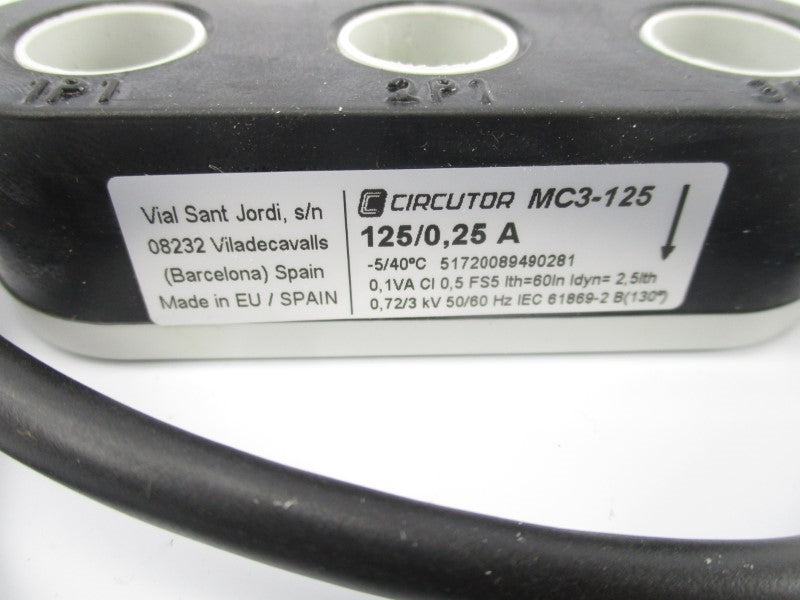 1P1 2P1
Vial Sant Jordi, s/n
08232 Viladecavalls
(Barcelona) Spain
Made in EU / SPAIN
CIRCUTOR MC3-125
125/0,25 A
-5/40ºC 51720089490281
0,1VA Cl 0,5 FS5 Ith=60In Idyn= 2,5Ith
0,72/3 kV 50/60 Hz IEC 61869-2 B(130º)